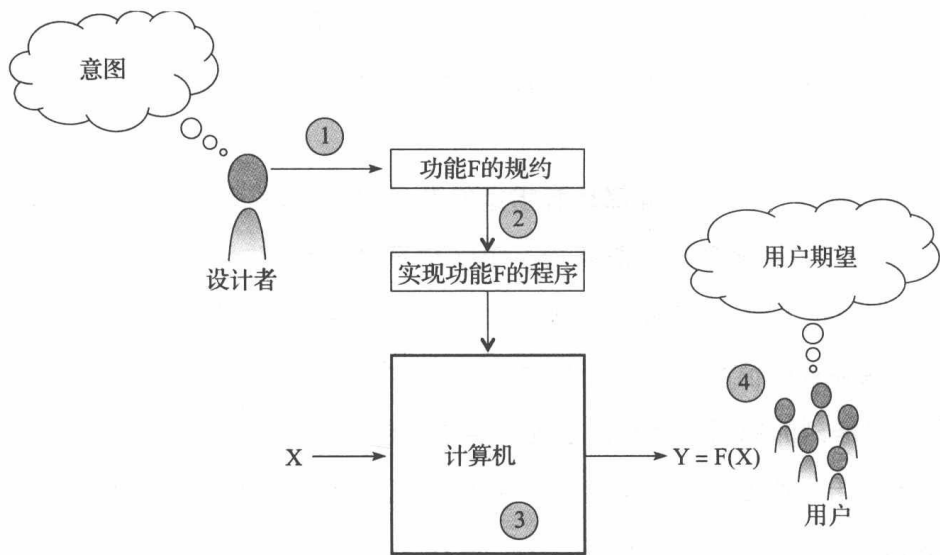 意图
1
功能F的规约
2
设计者
实现功能F的程序
用户期望
4
X
计算机
Y = F(X)
3
用户